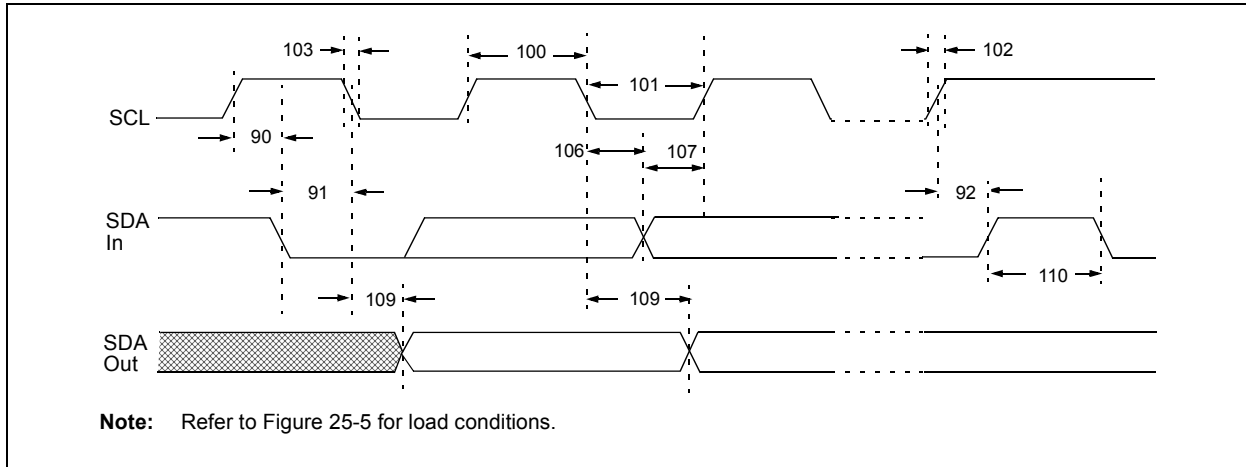 103
100
102
101
SCL
90
106
107
91
92
SDA
In
110
109
109
SDA
Out
Note: Refer to Figure 25-5 for load conditions.